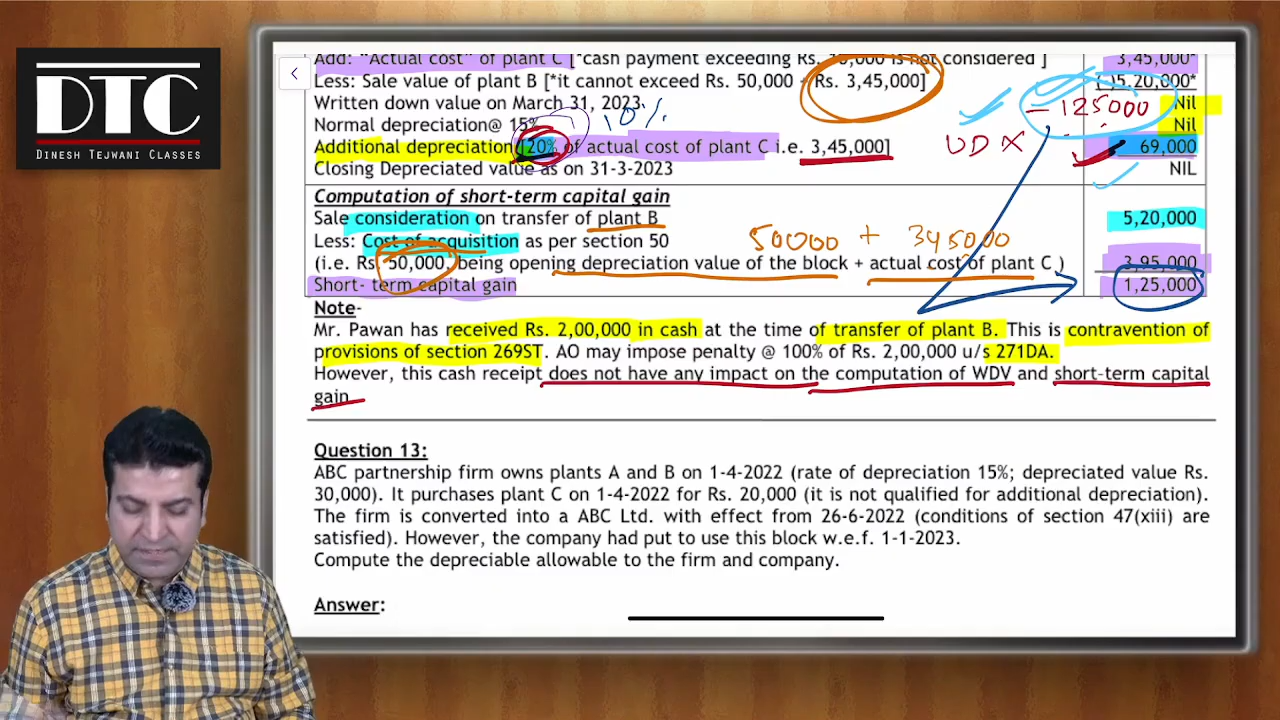 DTC
DINESH TEJWANI CLASSES
Add: "Actual cost" of plant C [*cash payment exceeding Rs. 10,000 is not considered ] 3,45,000*
Less: Sale value of plant B [*it cannot exceed Rs. 50,000 + Rs. 3,45,000] (-)5,20,000*
Written down value on March 31, 2023. 10% - 125000 Nil
Normal depreciation@ 15% Nil
Additional depreciation [20% of actual cost of plant C i.e. 3,45,000] UD X 69,000
Closing Depreciated value as on 31-3-2023 NIL
Computation of short-term capital gain
Sale consideration on transfer of plant B 5,20,000
Less: Cost of acquisition as per section 50 50000 + 345000
(i.e. Rs. 50,000, being opening depreciation value of the block + actual cost of plant C ) 3,95,000
Short- term capital gain 1,25,000
Note-
Mr. Pawan has received Rs. 2,00,000 in cash at the time of transfer of plant B. This is contravention of
provisions of section 269ST. AO may impose penalty @ 100% of Rs. 2,00,000 u/s 271DA.
However, this cash receipt does not have any impact on the computation of WDV and short-term capital
gain
Question 13:
ABC partnership firm owns plants A and B on 1-4-2022 (rate of depreciation 15%; depreciated value Rs.
30,000). It purchases plant C on 1-4-2022 for Rs. 20,000 (it is not qualified for additional depreciation).
The firm is converted into a ABC Ltd. with effect from 26-6-2022 (conditions of section 47(xiii) are
satisfied). However, the company had put to use this block w.e.f. 1-1-2023.
Compute the depreciable allowable to the firm and company.
Answer: